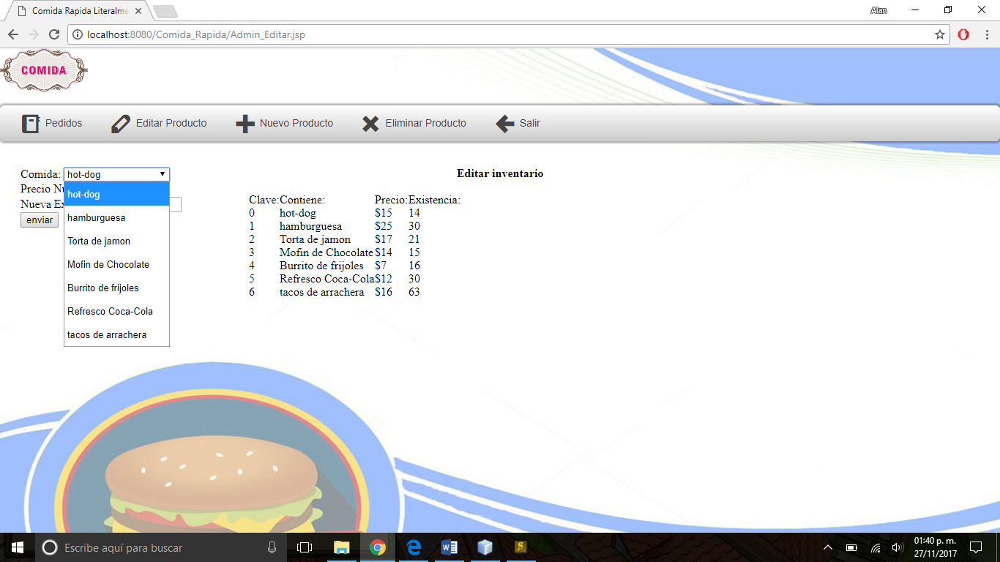 Comida Rapida Literalme
Alan
localhost:8080/Comida_Rapida/Admin_Editar.jsp
COMIDA
Pedidos Editar Producto Nuevo Producto Eliminar Producto Salir
Editar inventario
Comida: hot-dog
Precio
Nueva
enviar
hot-dog
hamburguesa
Torta de jamon
Mofin de Chocolate
Burrito de frijoles
Refresco Coca-Cola
tacos de arrachera
Clave: Contiene: Precio: Existencia:
0 hot-dog $15 14
1 hamburguesa $25 30
2 Torta de jamon $17 21
3 Mofin de Chocolate $14 15
4 Burrito de frijoles $7 16
5 Refresco Coca-Cola $12 30
6 tacos de arrachera $16 63
Escribe aquí para buscar
01:40 p. m.
27/11/2017